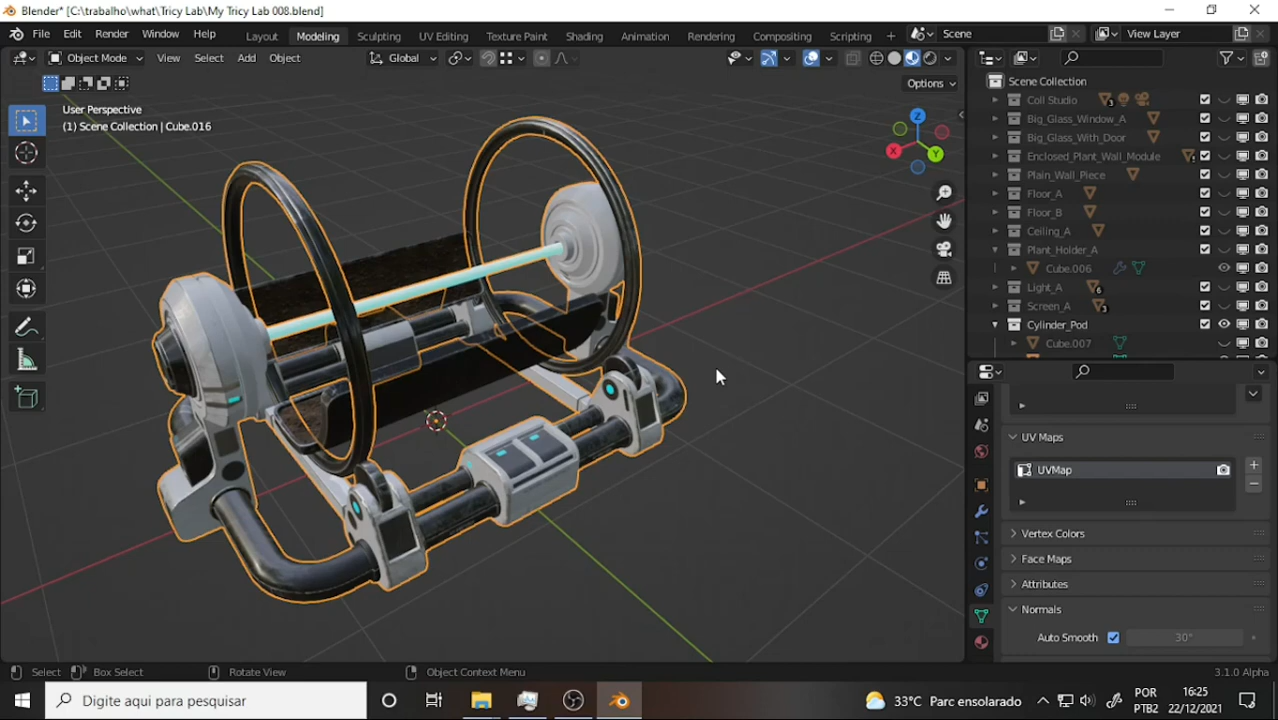 Blender* [C:\trabalho\what\Tricy Lab\My Tricy Lab 008.blend]
File Edit Render Window Help Layout Modeling Sculpting UV Editing Texture Paint Shading Animation Rendering Compositing Scripting + Scene View Layer
Object Mode View Select Add Object Global
Options
User Perspective
(1) Scene Collection | Cube.016
Z
X
Y
Scene Collection
Coll Studio 3
Big_Glass_Window_A
Big_Glass_With_Door
Enclosed_Plant_Wall_Module
Plain_Wall_Piece
Floor_A
Floor_B
Ceiling_A
Plant_Holder_A
Cube.006
Light_A 6
Screen_A 3
Cylinder_Pod
Cube.007
UV Maps
UVMap
Vertex Colors
Face Maps
Attributes
Normals
Auto Smooth 30°
Select Box Select Rotate View Object Context Menu 3.1.0 Alpha
Digite aqui para pesquisar 33°C Parc ensolarado POR 16:25
PTB2 22/12/2021